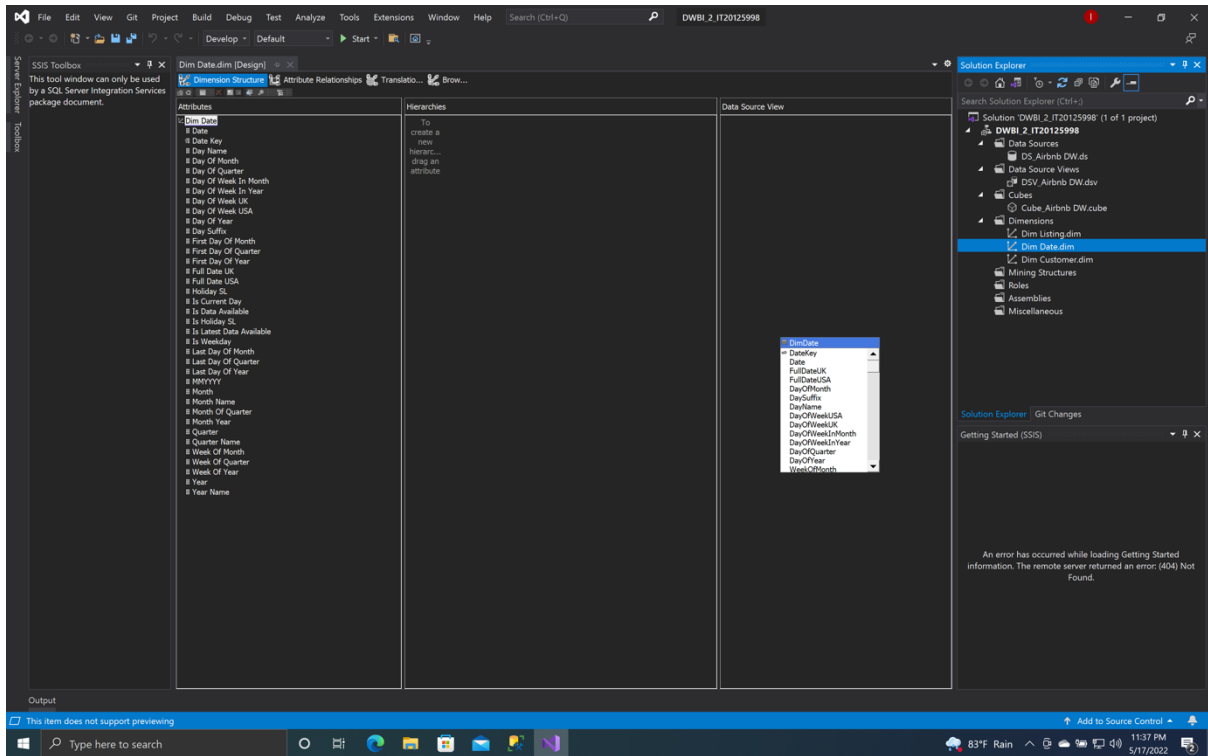 File Edit View Git Project Build Debug Test Analyze Tools Extensions Window Help Search (Ctrl+Q) DWBI_2_IT20125998
Develop Default Start
Server Explorer
Toolbox
SSIS Toolbox
This tool window can only be used
by a SQL Server Integration Services
package document.
Dim Date.dim [Design]
Dimension Structure Attribute Relationships Translatio... Brow...
Attributes
Dim Date
Date
Date Key
Day Name
Day Of Month
Day Of Quarter
Day Of Week In Month
Day Of Week In Year
Day Of Week UK
Day Of Week USA
Day Of Year
Day Suffix
First Day Of Month
First Day Of Quarter
First Day Of Year
Full Date UK
Full Date USA
Holiday SL
Is Current Day
Is Data Available
Is Holiday SL
Is Latest Data Available
Is Weekday
Last Day Of Month
Last Day Of Quarter
Last Day Of Year
MMYYYY
Month
Month Name
Month Of Quarter
Month Year
Quarter
Quarter Name
Week Of Month
Week Of Quarter
Week Of Year
Year
Year Name
Hierarchies
To
create a
new
hierarc...
drag an
attribute
Data Source View
DimDate
DateKey
Date
FullDateUK
FullDateUSA
DayOfMonth
DaySuffix
DayName
DayOfWeekUSA
DayOfWeekUK
DayOfWeekInMonth
DayOfWeekInYear
DayOfQuarter
DayOfYear
WeekOfMonth
Solution Explorer
Search Solution Explorer (Ctrl+;)
Solution 'DWBI_2_IT20125998' (1 of 1 project)
DWBI_2_IT20125998
Data Sources
DS_Airbnb DW.ds
Data Source Views
DSV_Airbnb DW.dsv
Cubes
Cube_Airbnb DW.cube
Dimensions
Dim Listing.dim
Dim Date.dim
Dim Customer.dim
Mining Structures
Roles
Assemblies
Miscellaneous
Solution Explorer Git Changes
Getting Started (SSIS)
An error has occurred while loading Getting Started
information. The remote server returned an error: (404) Not
Found.
Output
This item does not support previewing
Add to Source Control
Type here to search
83°F Rain
11:37 PM
5/17/2022